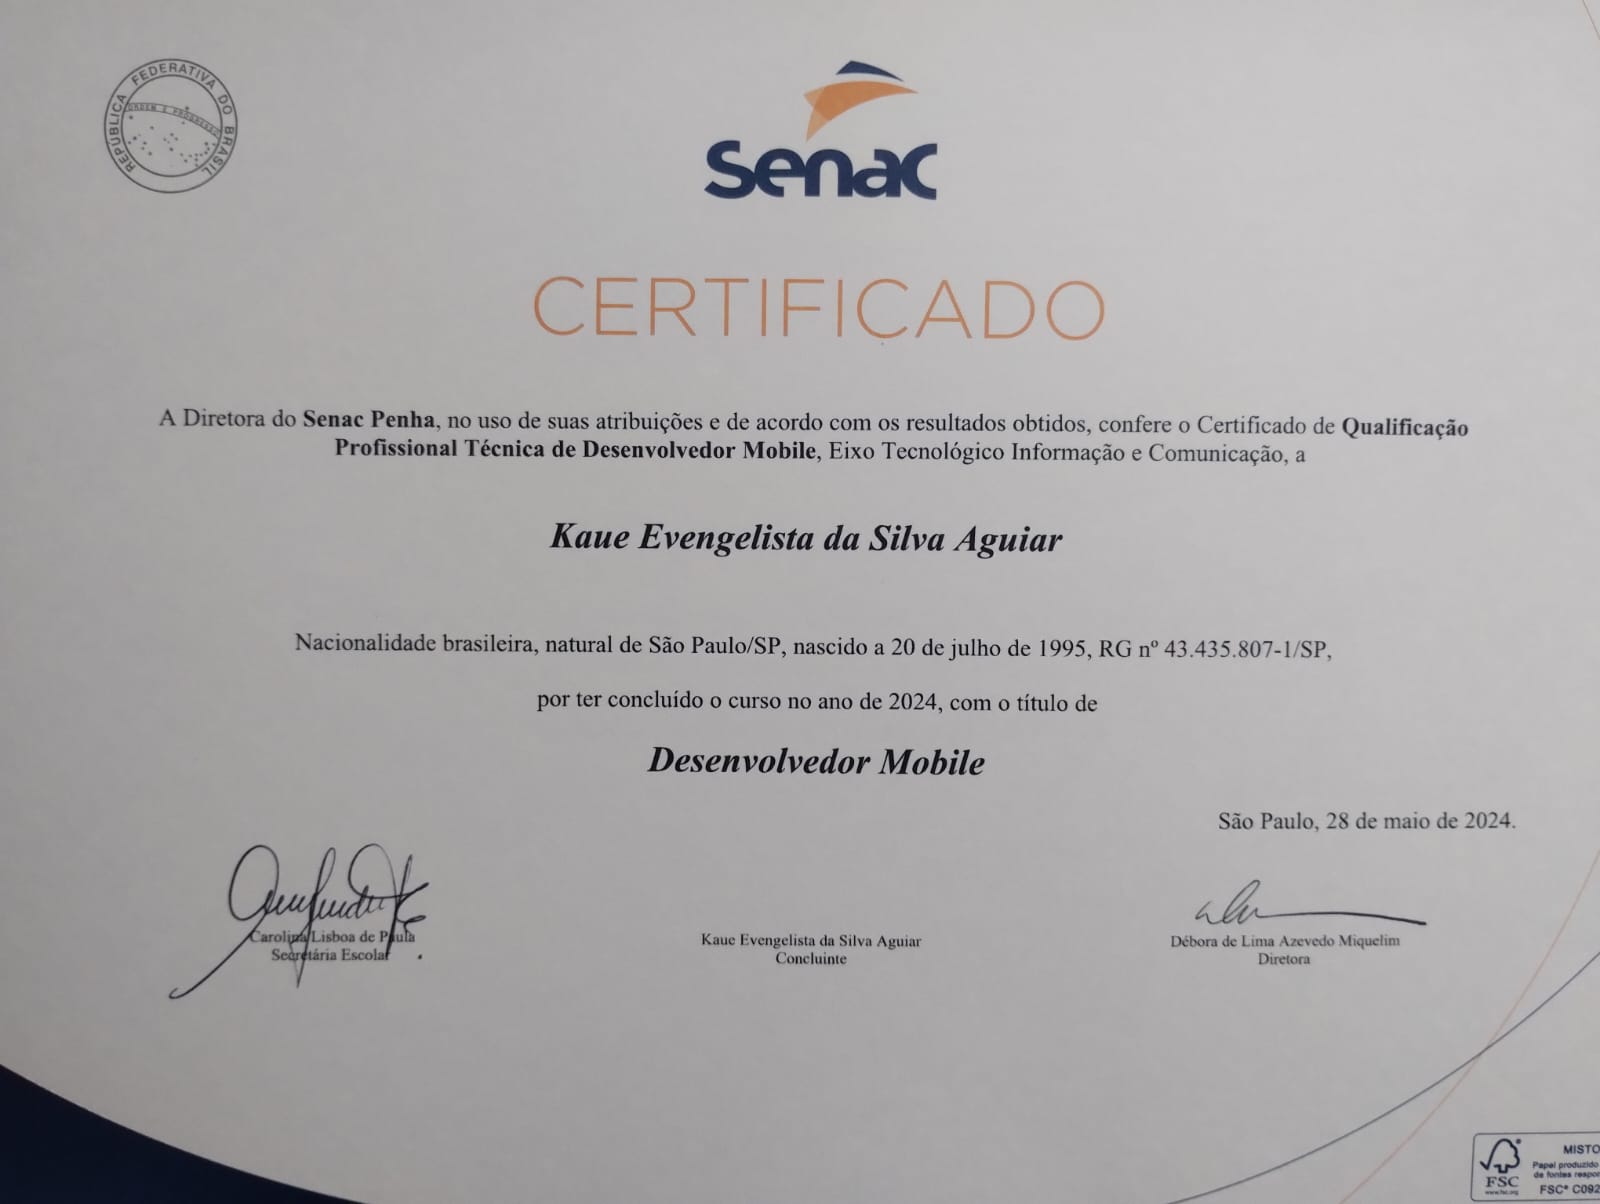 REPÚBLICA FEDERATIVA DO BRASIL
ORDEM E PROGRESSO
Senac
CERTIFICADO
A Diretora do Senac Penha, no uso de suas atribuições e de acordo com os resultados obtidos, confere o Certificado de Qualificação
Profissional Técnica de Desenvolvedor Mobile, Eixo Tecnológico Informação e Comunicação, a
Kaue Evengelista da Silva Aguiar
Nacionalidade brasileira, natural de São Paulo/SP, nascido a 20 de julho de 1995, RG nº 43.435.807-1/SP,
por ter concluído o curso no ano de 2024, com o título de
Desenvolvedor Mobile
São Paulo, 28 de maio de 2024.
Carolina Lisboa de Paula
Secretária Escolar
Kaue Evengelista da Silva Aguiar
Concluinte
Débora de Lima Azevedo Miquelim
Diretora
MISTO
Papel produzido
de fontes respon
FSC
www.fsc.org
FSC® C092